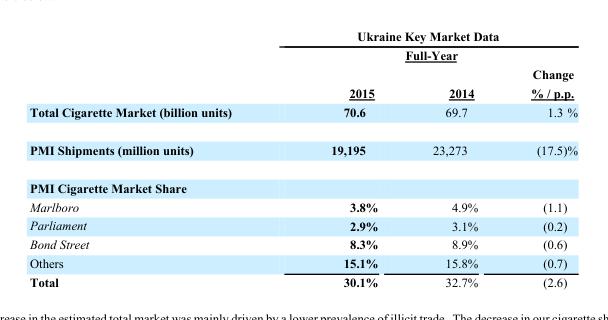 Ukraine Key Market Data
Full-Year
Change
2015 2014 % / p.p.
Total Cigarette Market (billion units) 70.6 69.7 1.3 %
PMI Shipments (million units) 19,195 23,273 (17.5)%
PMI Cigarette Market Share
Marlboro 3.8% 4.9% (1.1)
Parliament 2.9% 3.1% (0.2)
Bond Street 8.3% 8.9% (0.6)
Others 15.1% 15.8% (0.7)
Total 30.1% 32.7% (2.6)
in the estimated total market was mainly driven by a lower prevalence of illicit trade. The decrease in our cigarette